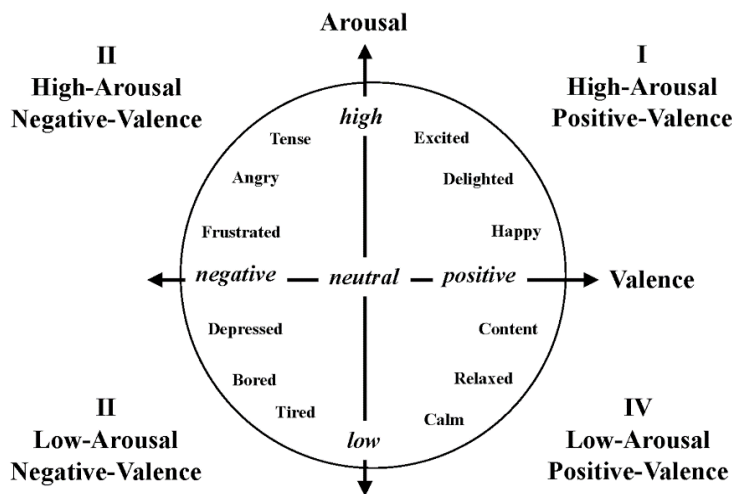 Arousal
II
High-Arousal
Negative-Valence
I
High-Arousal
Positive-Valence
high
Tense
Excited
Angry
Delighted
Frustrated
Happy
negative
neutral
positive
Valence
Depressed
Content
Bored
Relaxed
Tired
Calm
low
II
Low-Arousal
Negative-Valence
IV
Low-Arousal
Positive-Valence